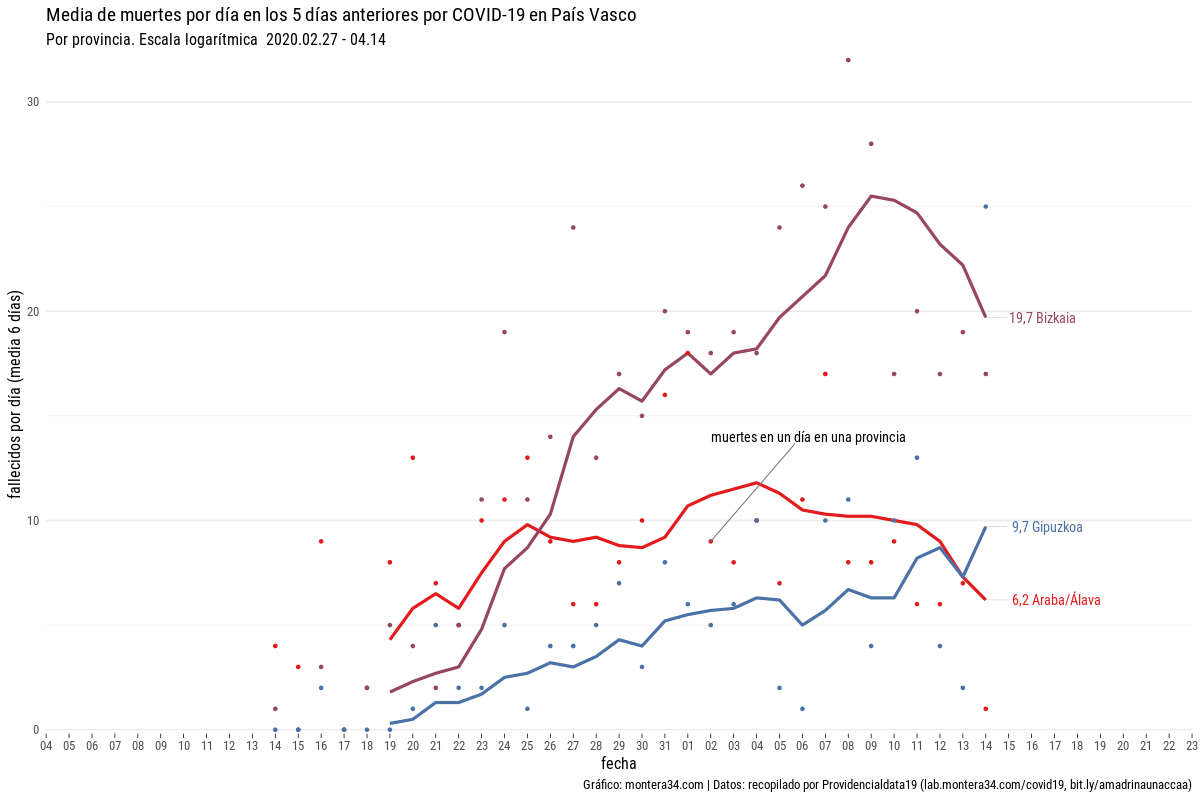 Media de muertes por día en los 5 días anteriores por COVID-19 en País Vasco
Por provincia. Escala logarítmica 2020.02.27 - 04.14
fallecidos por día (media 6 días)
30
20
10
0
19,7 Bizkaia
muertes en un día en una provincia
9,7 Gipuzkoa
6,2 Araba/Álava
04 05 06 07 08 09 10 11 12 13 14 15 16 17 18 19 20 21 22 23 24 25 26 27 28 29 30 31 01 02 03 04 05 06 07 08 09 10 11 12 13 14 15 16 17 18 19 20 21 22 23
fecha
Gráfico: montera34.com | Datos: recopilado por Providencialdata19 (lab.montera34.com/covid19, bit.ly/amadrinaunaccaa)